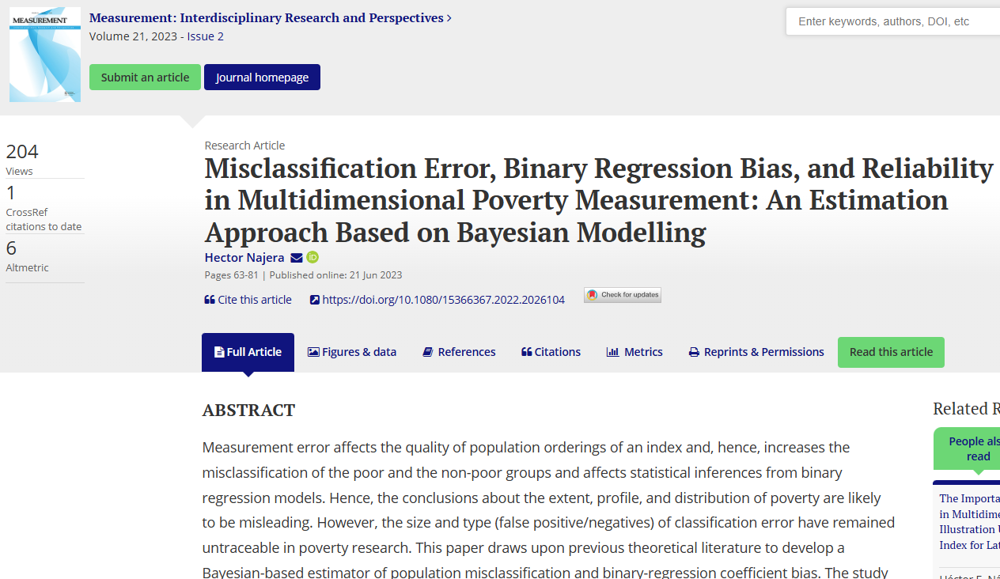 MEASUREMENT
Measurement: Interdisciplinary Research and Perspectives >
Volume 21, 2023 - Issue 2
Enter keywords, authors, DOI, etc
Submit an article
Journal homepage
204
Views
1
CrossRef
citations to date
6
Altmetric
Research Article
Misclassification Error, Binary Regression Bias, and Reliability
in Multidimensional Poverty Measurement: An Estimation
Approach Based on Bayesian Modelling
Hector Najera iD
Pages 63-81 | Published online: 21 Jun 2023
Cite this article
https://doi.org/10.1080/15366367.2022.2026104
Check for updates
Full Article
Figures & data
References
Citations
Metrics
Reprints & Permissions
Read this article
ABSTRACT
Measurement error affects the quality of population orderings of an index and, hence, increases the
misclassification of the poor and the non-poor groups and affects statistical inferences from binary
regression models. Hence, the conclusions about the extent, profile, and distribution of poverty are likely
to be misleading. However, the size and type (false positive/negatives) of classification error have remained
untraceable in poverty research. This paper draws upon previous theoretical literature to develop a
Bayesian-based estimator of population misclassification and binary-regression coefficient bias. The study
Related R
People als
read
The Importa
in Multidime
Illustration U
Index for Lat
Héctor E. Ná